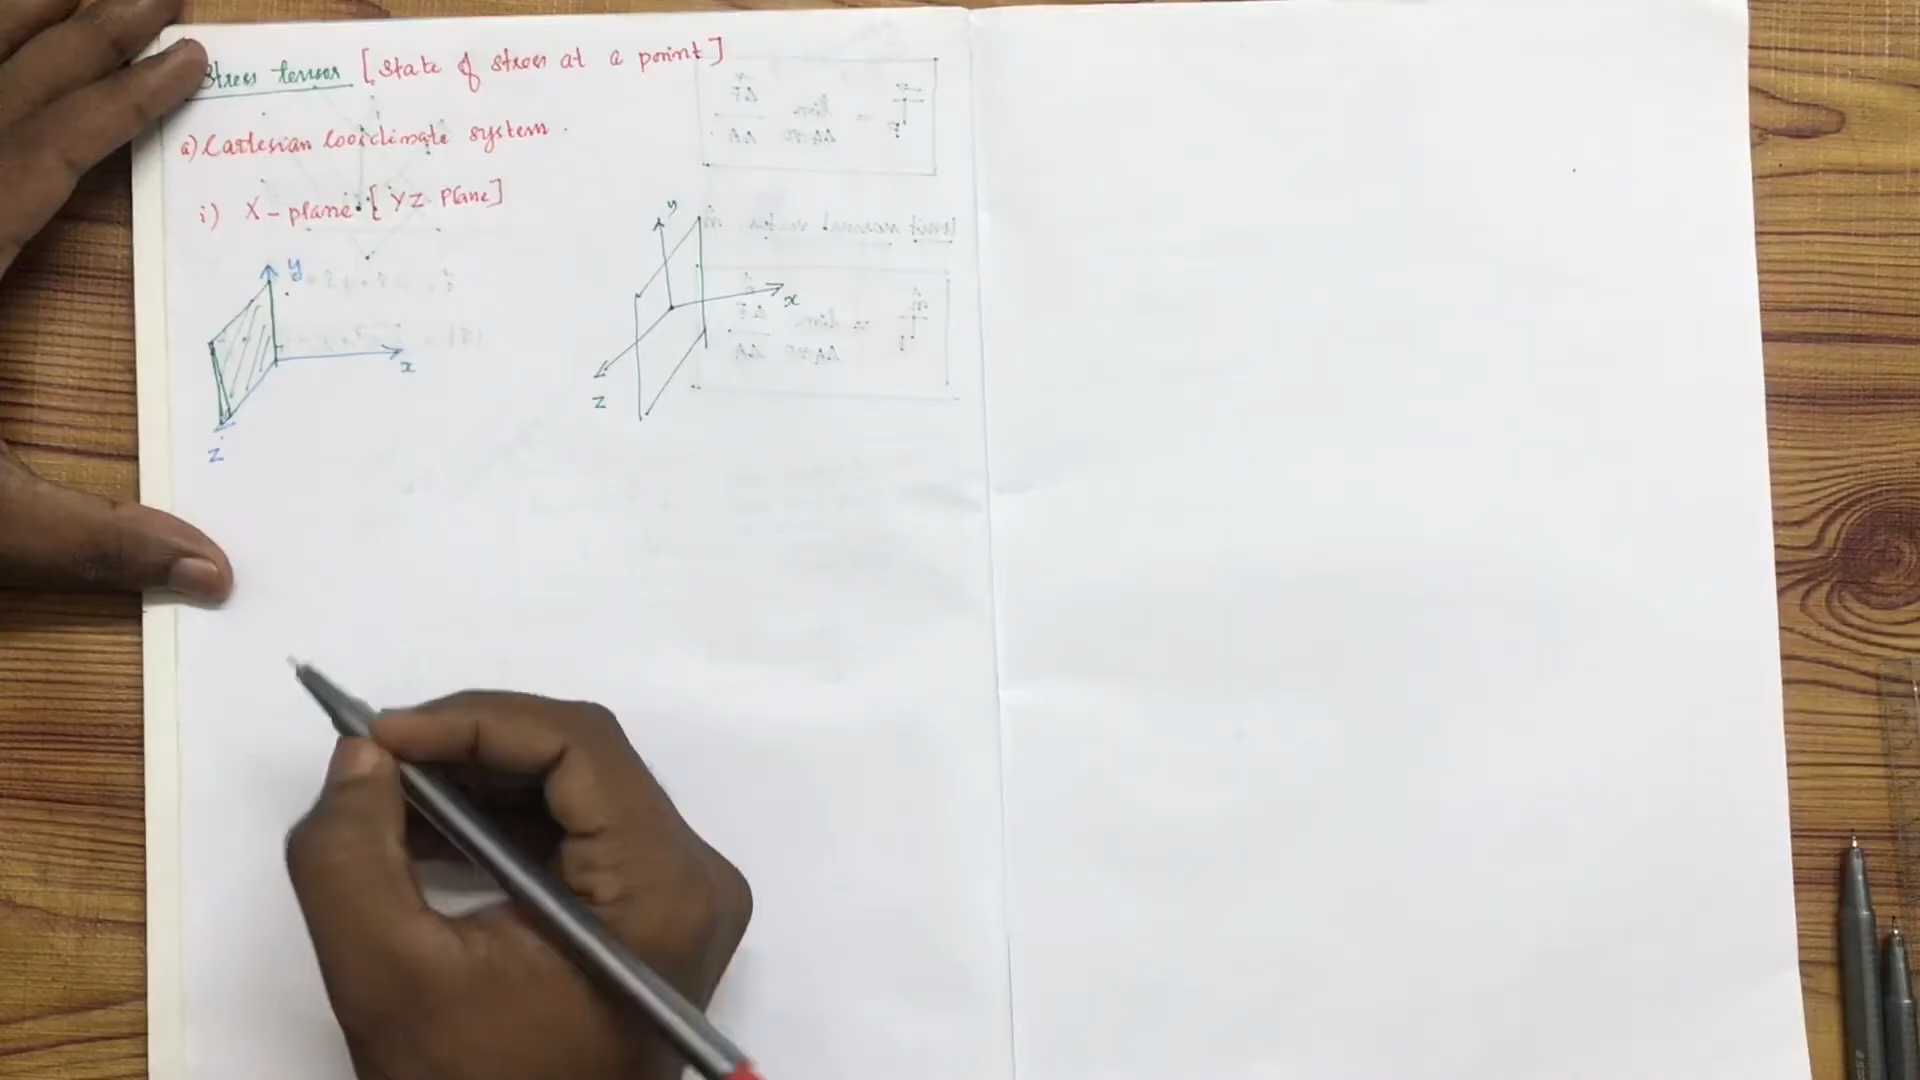 Stress tensor [State of stress at a point]
a) Cartesian coordinate system.
i) X-plane [YZ Plane]
y
x
z
y
x
z